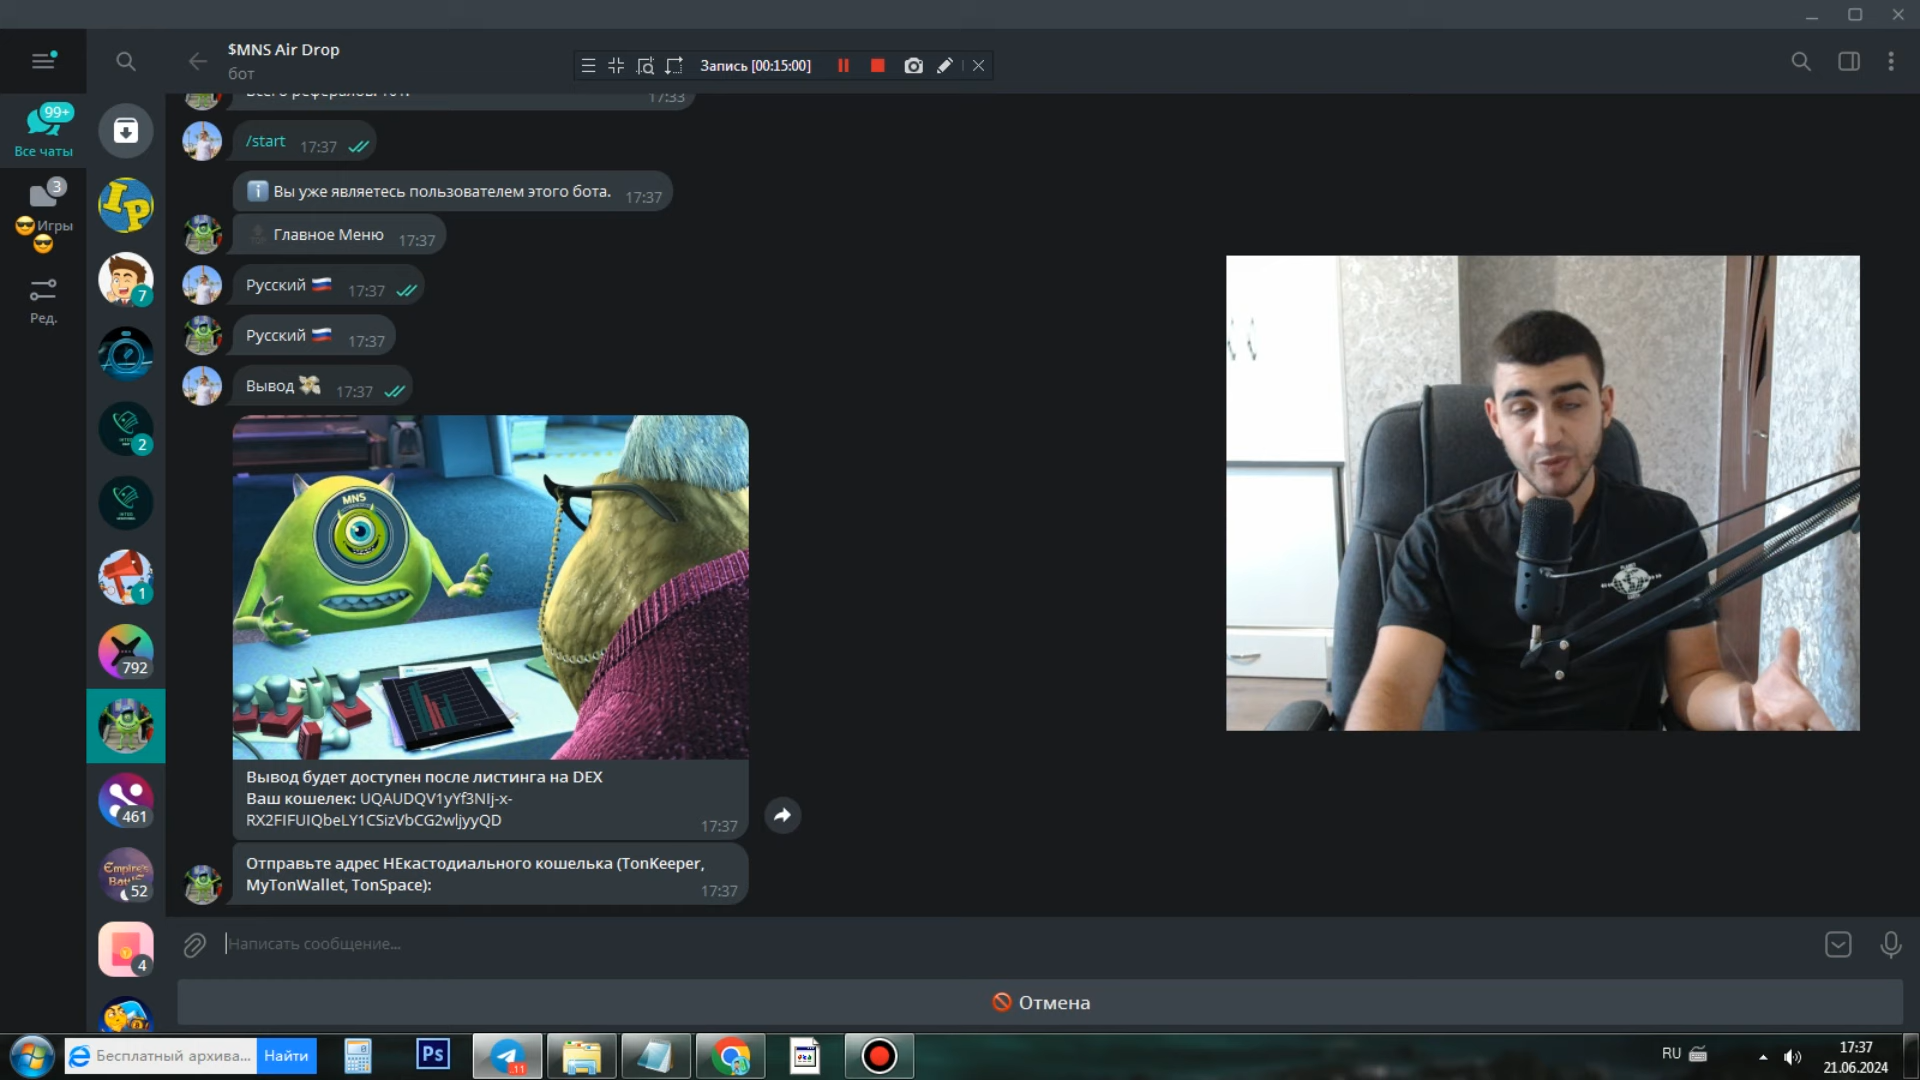 $MNS Air Drop
бот
Запись [00:15:00]
99+
Все чаты
3
Игры
Ред.
7
2
1
792
461
Empire's
52
4
17:33
/start 17:37
Вы уже являетесь пользователем этого бота. 17:37
Главное Меню 17:37
Русский 17:37
Русский 17:37
Вывод 17:37
MNS
Вывод будет доступен после листинга на DEX
Ваш кошелек: UQAUDQV1yYf3NIj-x-
RX2FIFUIQbeLY1CSizVbCG2wljyyQD
17:37
Отправьте адрес НЕкастодиального кошелька (TonKeeper,
MyTonWallet, TonSpace): 17:37
Написать сообщение...
Отмена
Бесплатный архива... Найти
Ps
..11
RU
17:37
21.06.2024